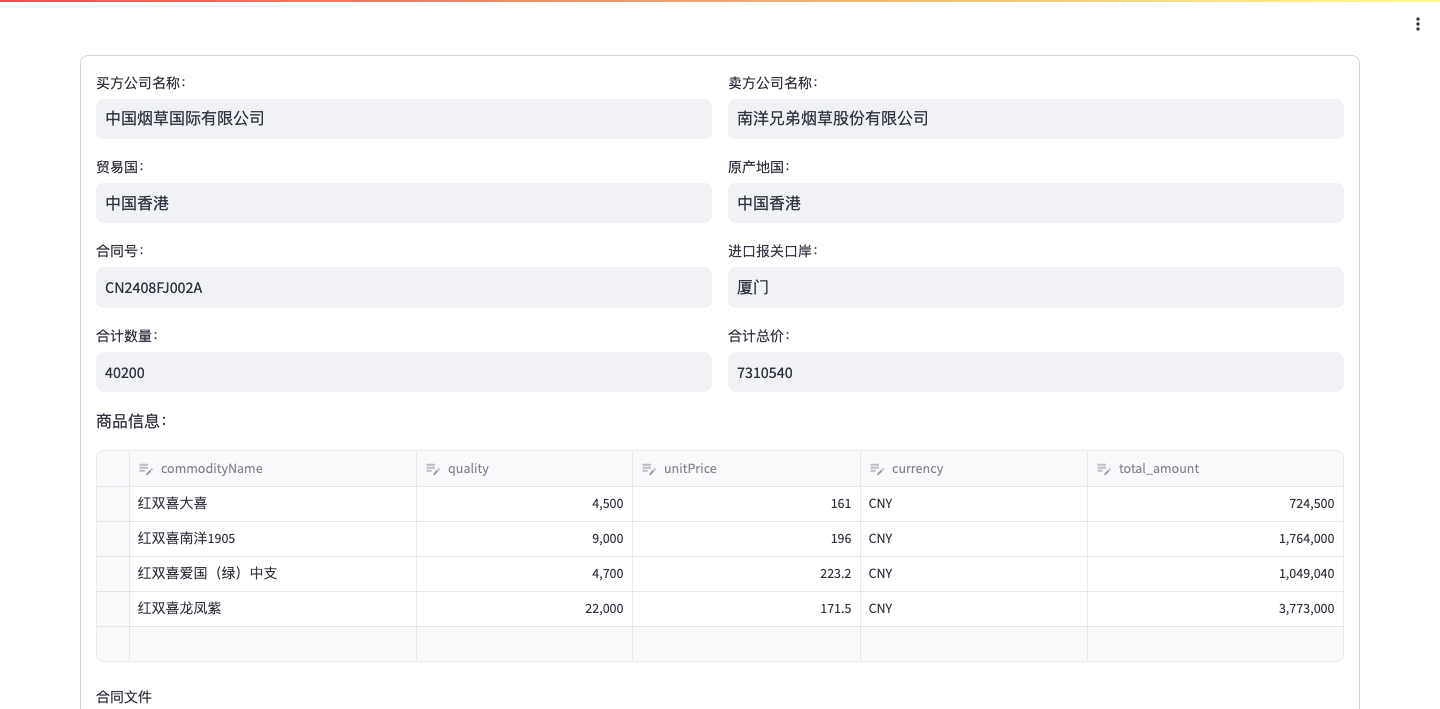 买方公司名称：
卖方公司名称：
中国烟草国际有限公司
南洋兄弟烟草股份有限公司
贸易国：
原产地国：
中国香港
中国香港
合同号：
进口报关口岸：
CN2408FJ002A
厦门
合计数量：
合计总价：
40200
7310540
商品信息：
commodityName quality unitPrice currency total_amount
红双喜大喜 4,500 161 CNY 724,500
红双喜南洋1905 9,000 196 CNY 1,764,000
红双喜爱国（绿）中支 4,700 223.2 CNY 1,049,040
红双喜龙凤紫 22,000 171.5 CNY 3,773,000
合同文件